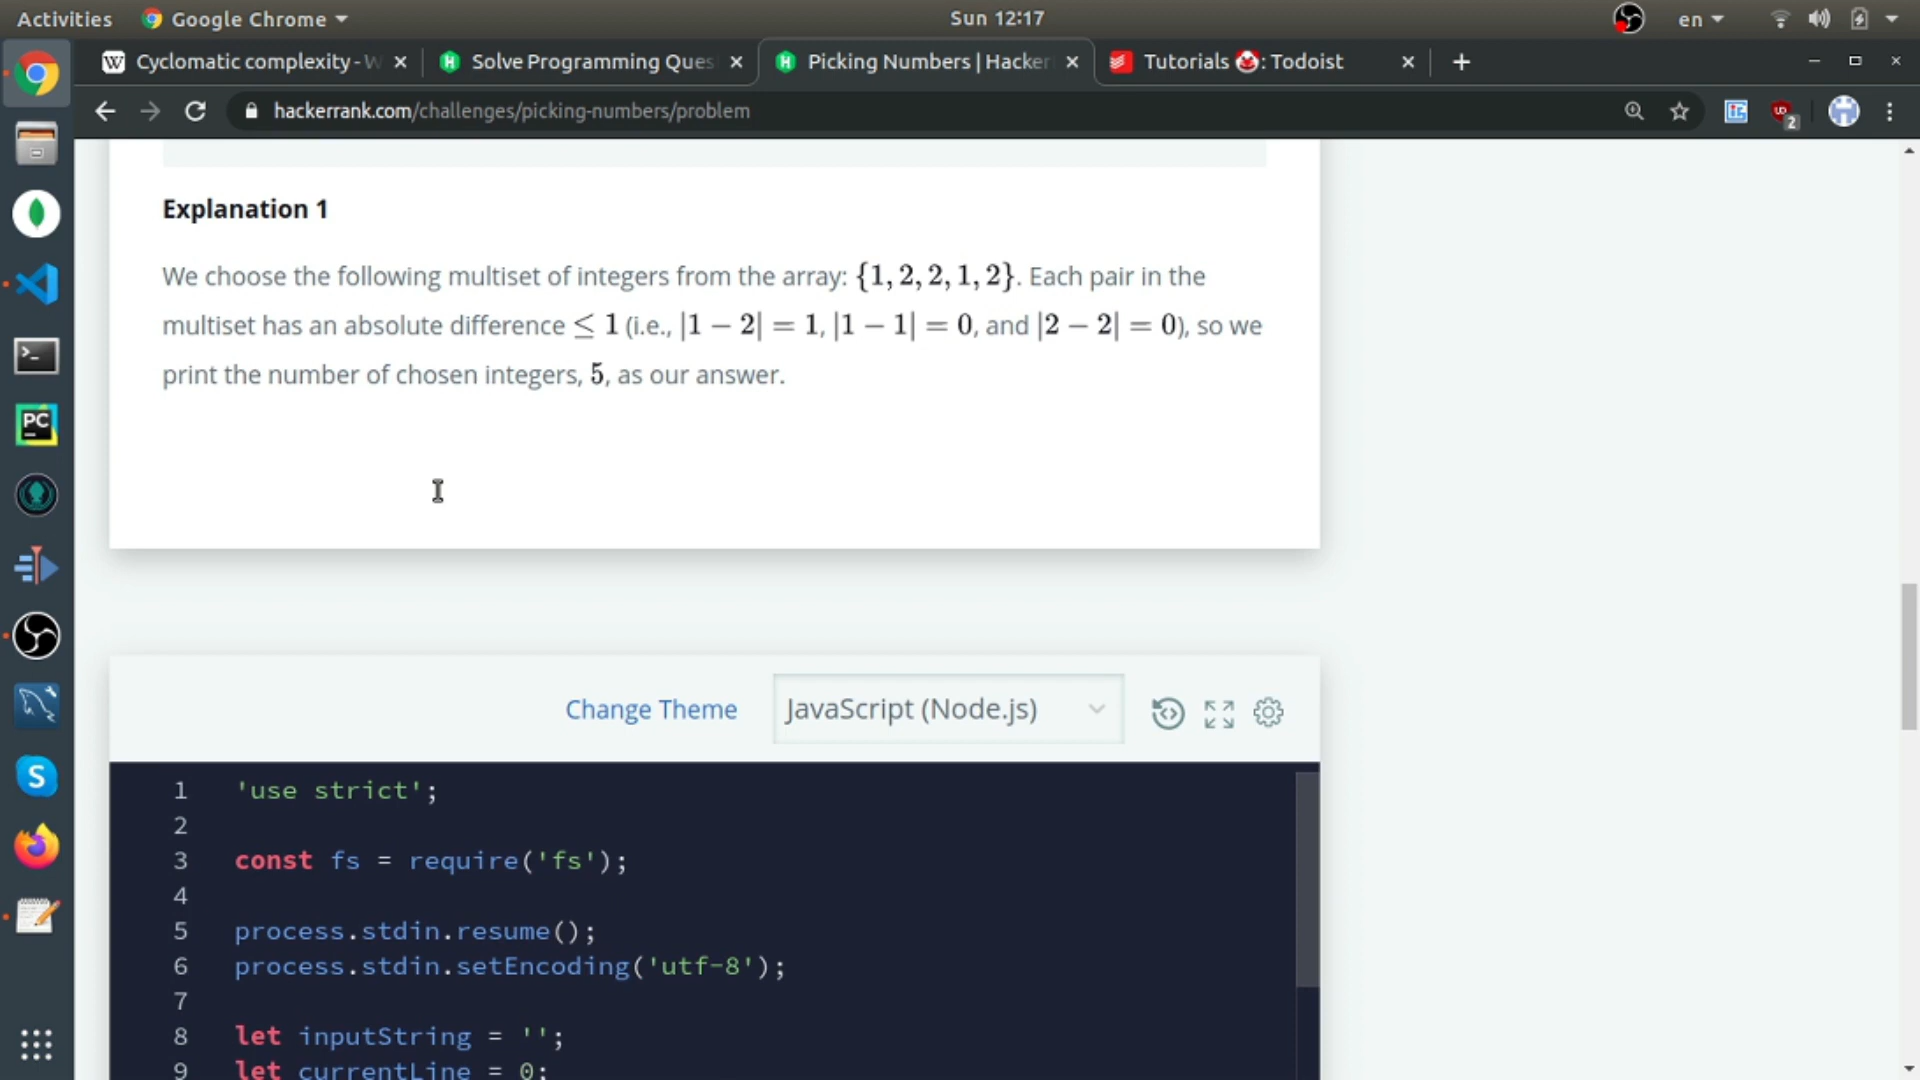 Activities Google Chrome Sun 12:17 en
Cyclomatic complexity - W Solve Programming Ques Picking Numbers | Hacker Tutorials : Todoist
hackerrank.com/challenges/picking-numbers/problem
2
Explanation 1
We choose the following multiset of integers from the array: {1, 2, 2, 1, 2}. Each pair in the
multiset has an absolute difference ≤ 1 (i.e., |1 − 2| = 1, |1 − 1| = 0, and |2 − 2| = 0), so we
print the number of chosen integers, 5, as our answer.
PC
S
Change Theme JavaScript (Node.js)
1 'use strict';
2
3 const fs = require('fs');
4
5 process.stdin.resume();
6 process.stdin.setEncoding('utf-8');
7
8 let inputString = '';
9 let currentLine = 0;